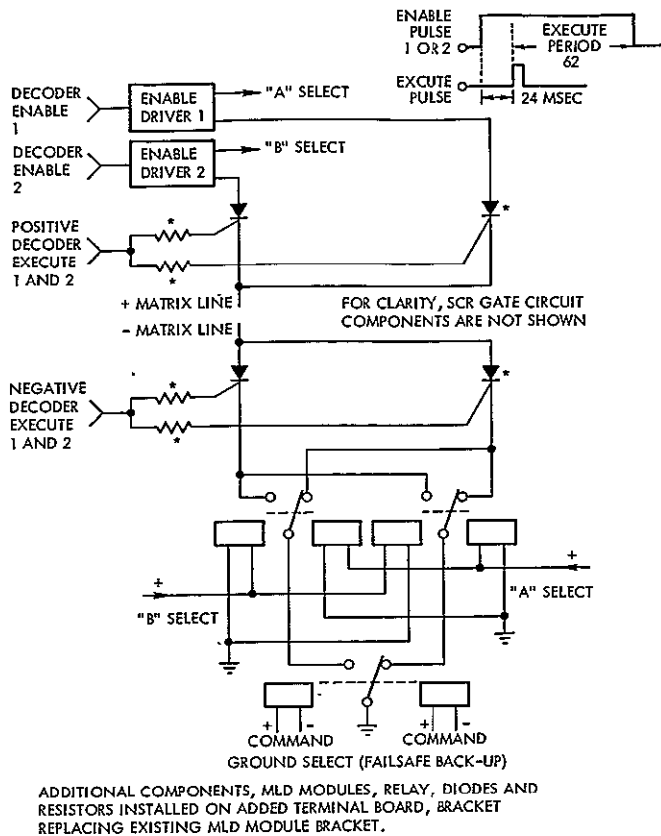 ENABLE
PULSE
1 OR 2
EXECUTE
PERIOD
62
EXCUTE
PULSE
24 MSEC
DECODER
ENABLE
1
ENABLE
DRIVER 1
"A" SELECT
DECODER
ENABLE
2
ENABLE
DRIVER 2
"B" SELECT
POSITIVE
DECODER
EXECUTE
1 AND 2
*
*
*
+ MATRIX LINE
- MATRIX LINE
FOR CLARITY, SCR GATE CIRCUIT
COMPONENTS ARE NOT SHOWN
NEGATIVE
DECODER
EXECUTE
1 AND 2
*
*
*
+
"B" SELECT
+
"A" SELECT
+ -
COMMAND
+ -
COMMAND
GROUND SELECT (FAILSAFE BACK-UP)
ADDITIONAL COMPONENTS, MLD MODULES, RELAY, DIODES AND
RESISTORS INSTALLED ON ADDED TERMINAL BOARD, BRACKET
REPLACING EXISTING MLD MODULE BRACKET.